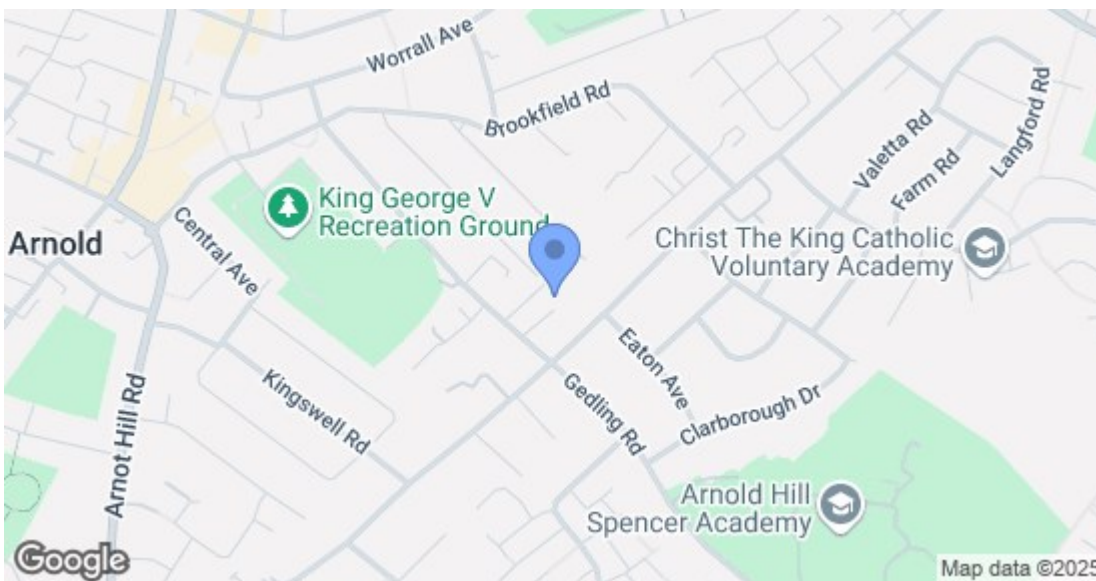 Worrall Ave
Brookfield Rd
Valetta Rd
Farm Rd
Langford Rd
King George V
Recreation Ground
Arnold
Central Ave
Christ The King Catholic
Voluntary Academy
Eaton Ave
Gedling Rd
Clarborough Dr
Kingswell Rd
Arnot Hill Rd
Arnold Hill
Spencer Academy
Google
Map data ©2025